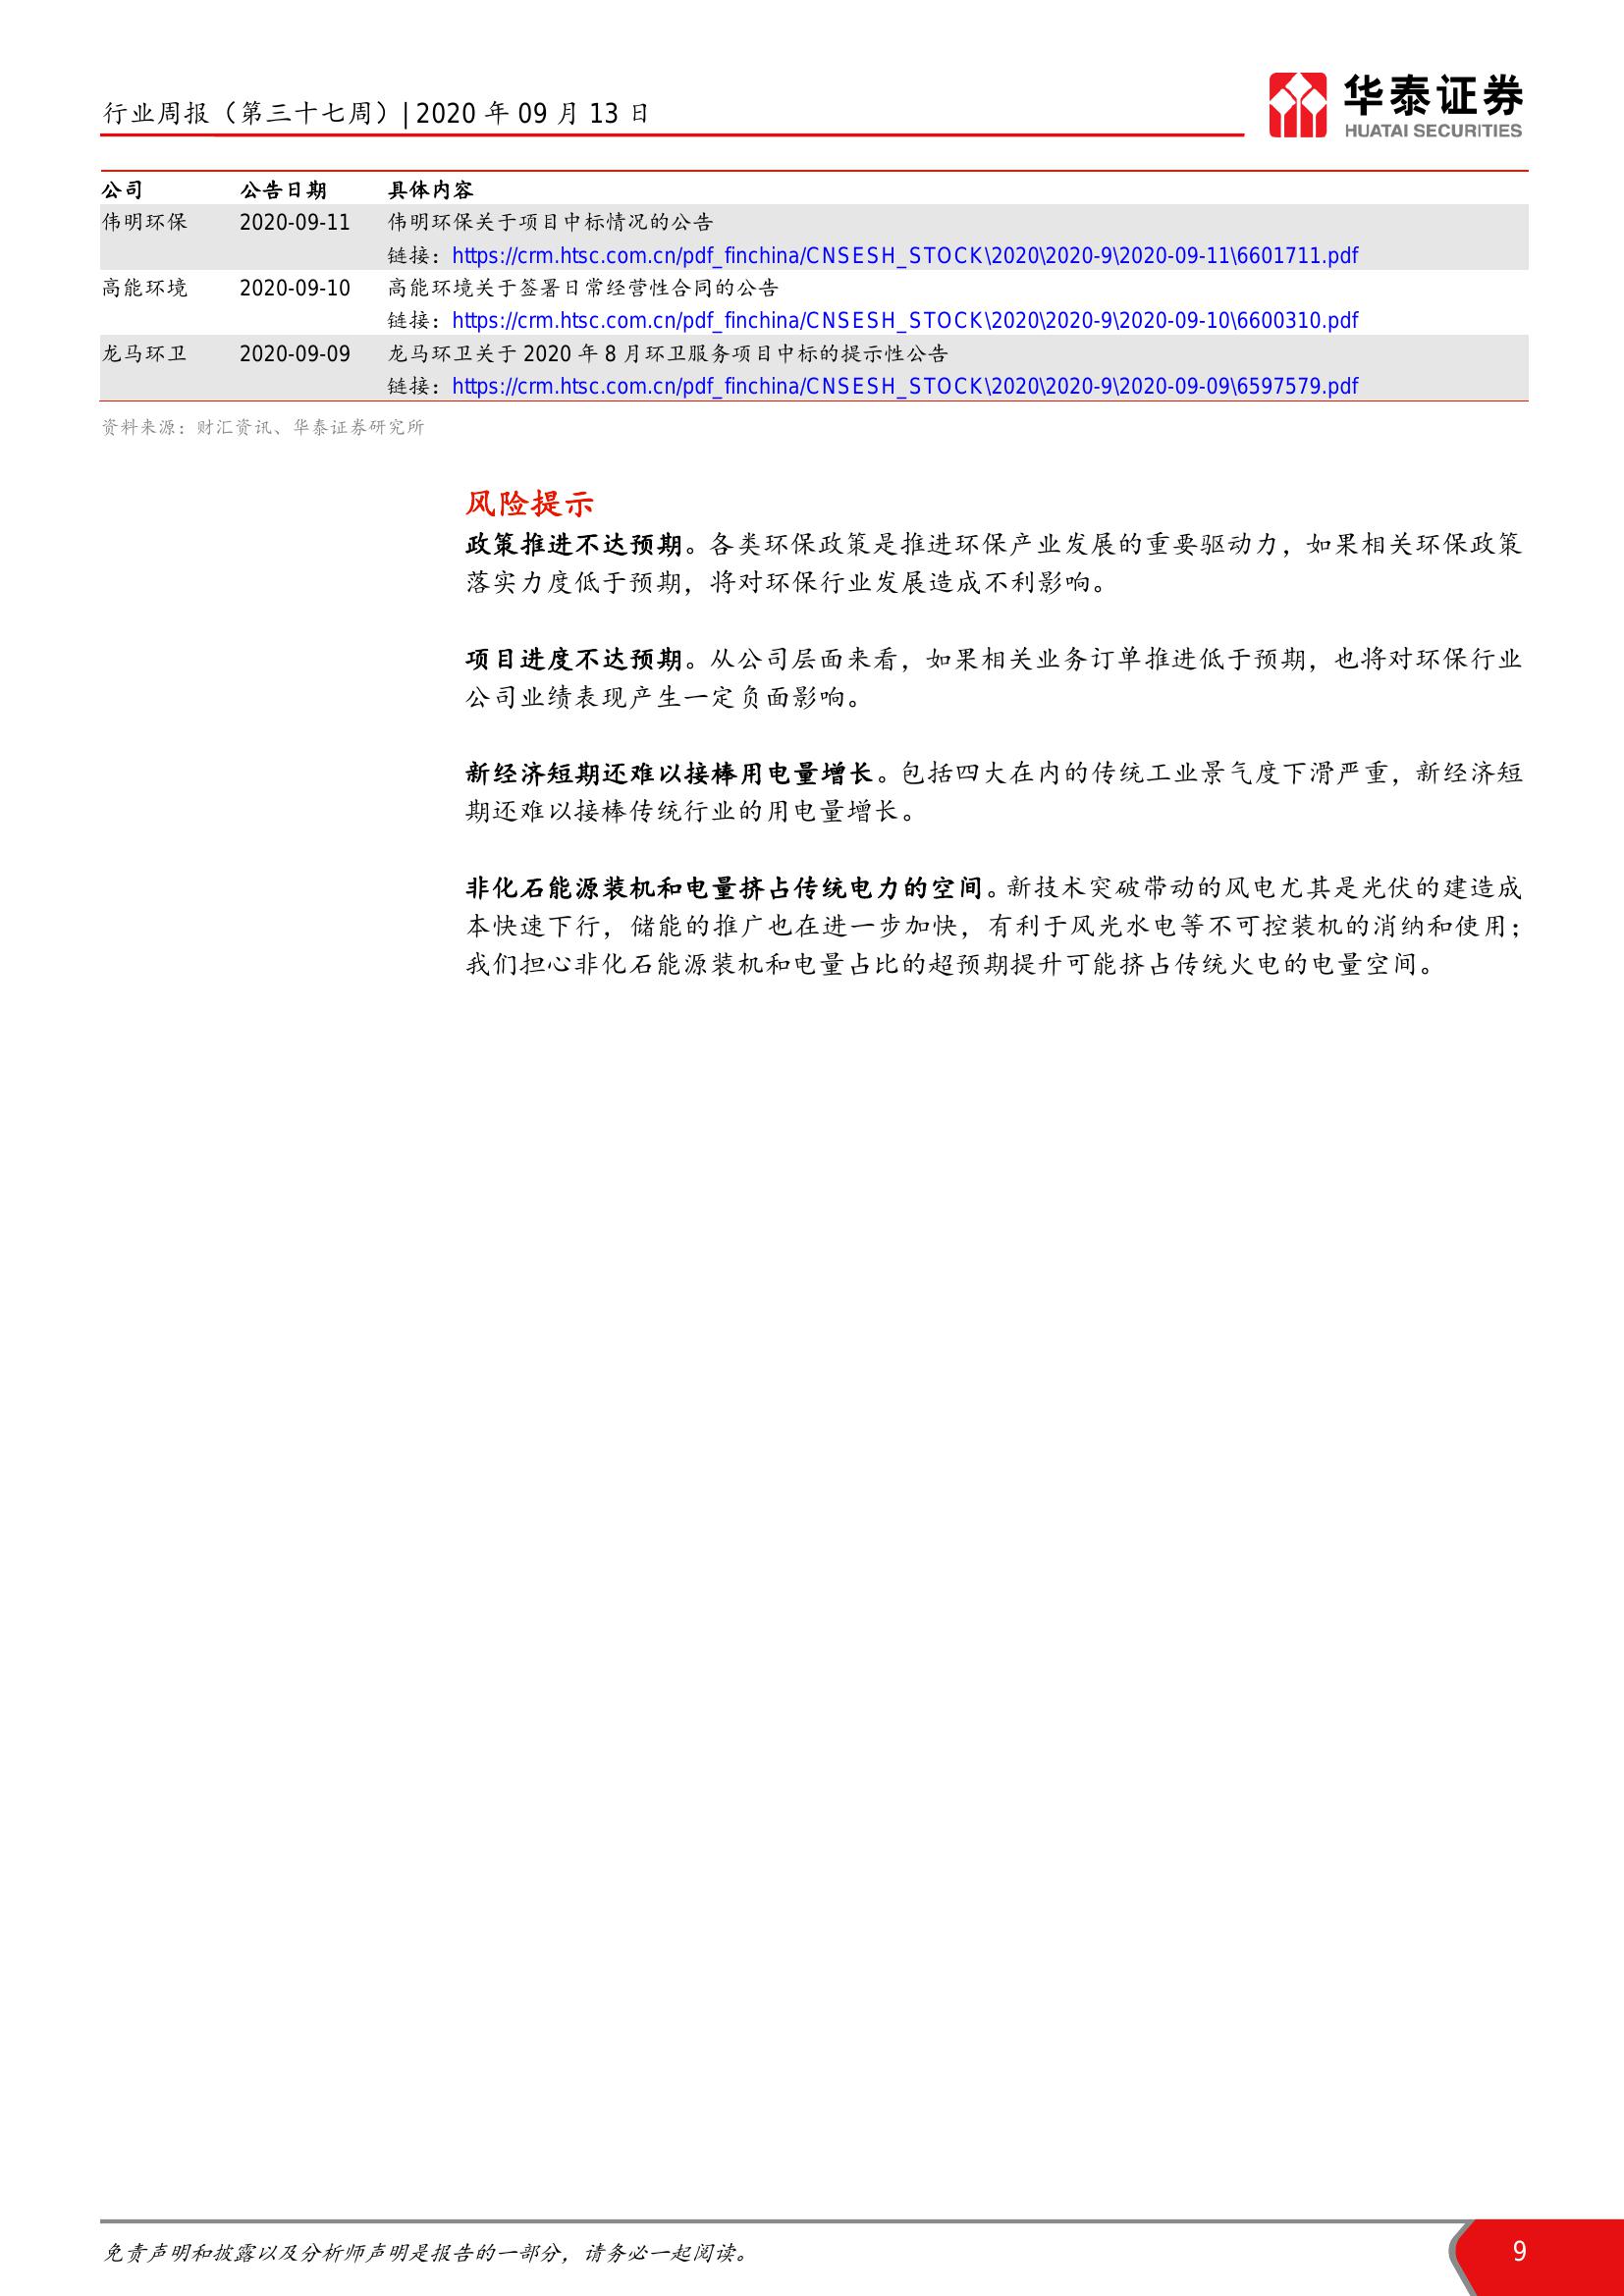 行业周报（第三十七周）| 2020 年 09 月 13 日
华泰证券
HUATAI SECURITIES
公司 公告日期 具体内容
伟明环保 2020-09-11 伟明环保关于项目中标情况的公告
链接：https://crm.htsc.com.cn/pdf_finchina/CNSESH_STOCK\2020\2020-9\2020-09-11\6601711.pdf
高能环境 2020-09-10 高能环境关于签署日常经营性合同的公告
链接：https://crm.htsc.com.cn/pdf_finchina/CNSESH_STOCK\2020\2020-9\2020-09-10\6600310.pdf
龙马环卫 2020-09-09 龙马环卫关于 2020 年 8 月环卫服务项目中标的提示性公告
链接：https://crm.htsc.com.cn/pdf_finchina/CNSESH_STOCK\2020\2020-9\2020-09-09\6597579.pdf
资料来源：财汇资讯、华泰证券研究所
风险提示
政策推进不达预期。各类环保政策是推进环保产业发展的重要驱动力，如果相关环保政策
落实力度低于预期，将对环保行业发展造成不利影响。
项目进度不达预期。从公司层面来看，如果相关业务订单推进低于预期，也将对环保行业
公司业绩表现产生一定负面影响。
新经济短期还难以接棒用电量增长。包括四大在内的传统工业景气度下滑严重，新经济短
期还难以接棒传统行业的用电量增长。
非化石能源装机和电量挤占传统电力的空间。新技术突破带动的风电尤其是光伏的建造成
本快速下行，储能的推广也在进一步加快，有利于风光水电等不可控装机的消纳和使用；
我们担心非化石能源装机和电量占比的超预期提升可能挤占传统火电的电量空间。
免责声明和披露以及分析师声明是报告的一部分，请务必一起阅读。
9